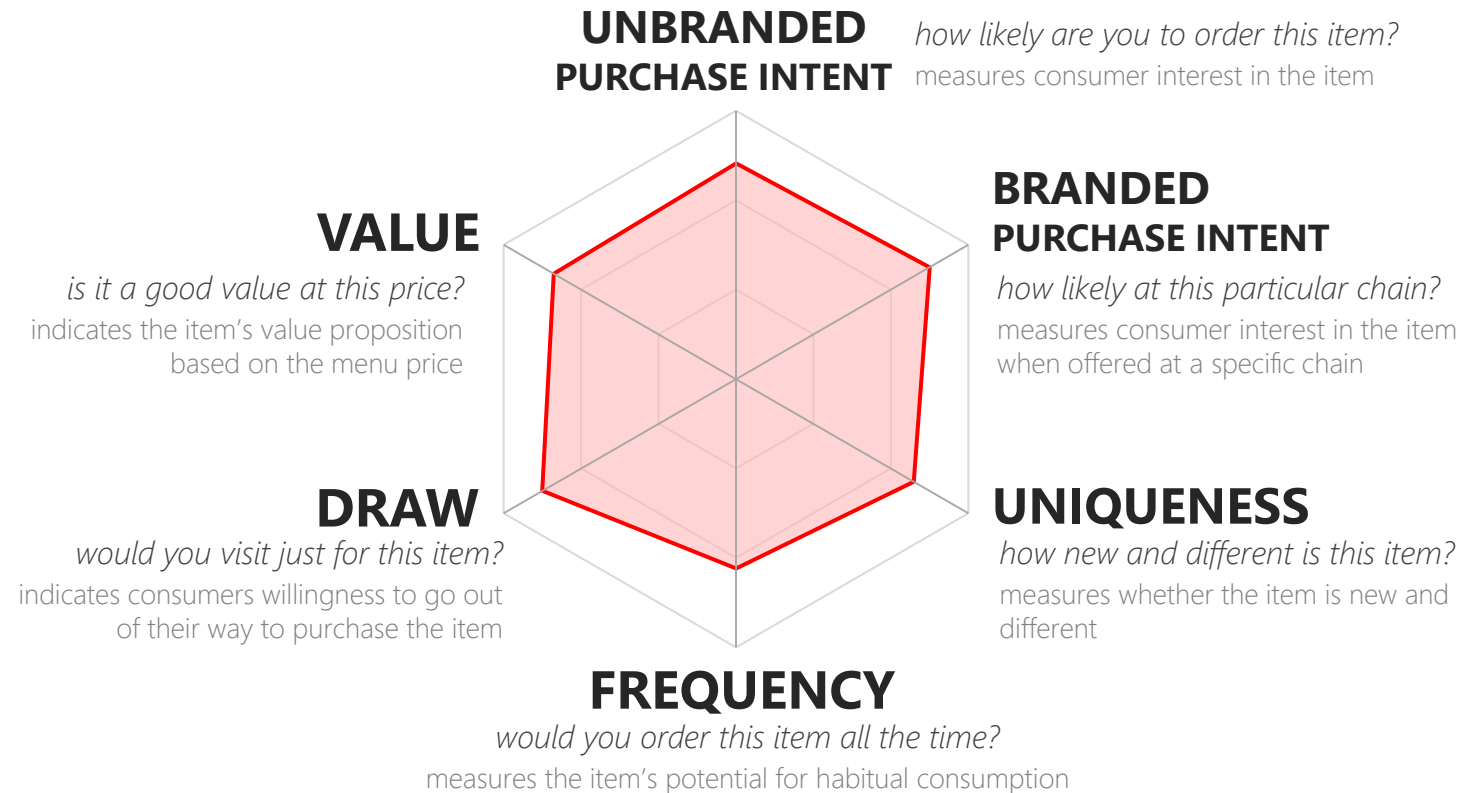 UNBRANDED
PURCHASE INTENT
how likely are you to order this item?
measures consumer interest in the item
BRANDED
PURCHASE INTENT
how likely at this particular chain?
measures consumer interest in the item
when offered at a specific chain
VALUE
is it a good value at this price?
indicates the item's value proposition
based on the menu price
DRAW
would you visit just for this item?
indicates consumers willingness to go out
of their way to purchase the item
UNIQUENESS
how new and different is this item?
measures whether the item is new and
different
FREQUENCY
would you order this item all the time?
measures the item's potential for habitual consumption